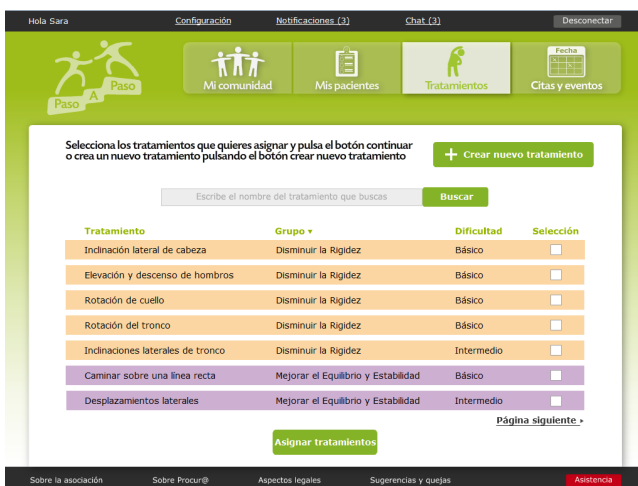 Hola Sara Configuración Notificaciones (3) Chat (3) Desconectar
Paso A Paso
Mi comunidad Mis pacientes Tratamientos Fecha Citas y eventos
Selecciona los tratamientos que quieres asignar y pulsa el botón continuar
o crea un nuevo tratamiento pulsando el botón crear nuevo tratamiento
+ Crear nuevo tratamiento
Escribe el nombre del tratamiento que buscas Buscar
Tratamiento Grupo ▾ Dificultad Selección
Inclinación lateral de cabeza Disminuir la Rigidez Básico
Elevación y descenso de hombros Disminuir la Rigidez Básico
Rotación de cuello Disminuir la Rigidez Básico
Rotación del tronco Disminuir la Rigidez Básico
Inclinaciones laterales de tronco Disminuir la Rigidez Intermedio
Caminar sobre una línea recta Mejorar el Equilibrio y Estabilidad Básico
Desplazamientos laterales Mejorar el Equilibrio y Estabilidad Intermedio
Página siguiente ▸
Asignar tratamientos
Sobre la asociación Sobre Procur@ Aspectos legales Sugerencias y quejas Asistencia